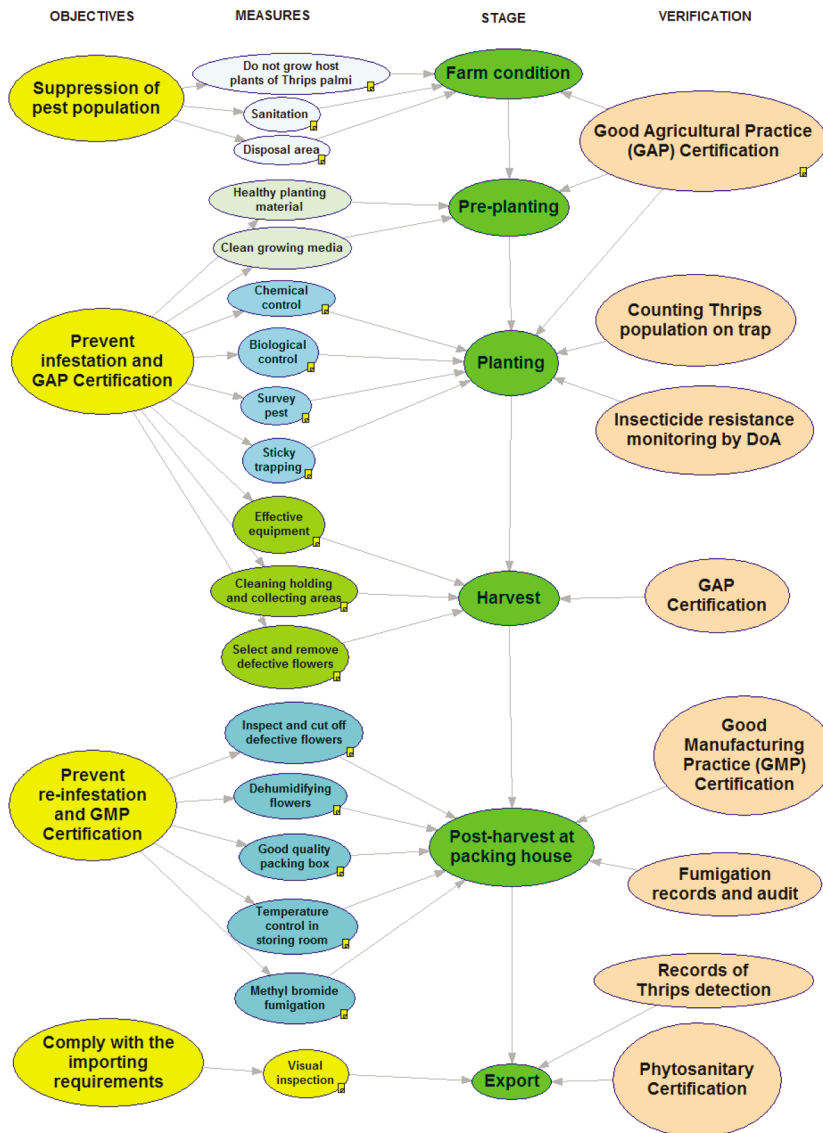 OBJECTIVES
MEASURES
STAGE
VERIFICATION
Suppression of
pest population
Do not grow host
plants of Thrips palmi
Sanitation
Disposal area
Farm condition
Good Agricultural Practice
(GAP) Certification
Healthy planting
material
Clean growing media
Pre-planting
Prevent
infestation and
GAP Certification
Chemical
control
Biological
control
Survey
pest
Sticky
trapping
Planting
Counting Thrips
population on trap
Insecticide resistance
monitoring by DoA
Effective
equipment
Cleaning holding
and collecting areas
Select and remove
defective flowers
Harvest
GAP
Certification
Prevent
re-infestation
and GMP
Certification
Inspect and cut off
defective flowers
Dehumidifying
flowers
Good quality
packing box
Temperature
control in
storing room
Methyl bromide
fumigation
Post-harvest at
packing house
Good
Manufacturing
Practice (GMP)
Certification
Fumigation
records and audit
Comply with the
importing
requirements
Visual
inspection
Export
Records of
Thrips detection
Phytosanitary
Certification